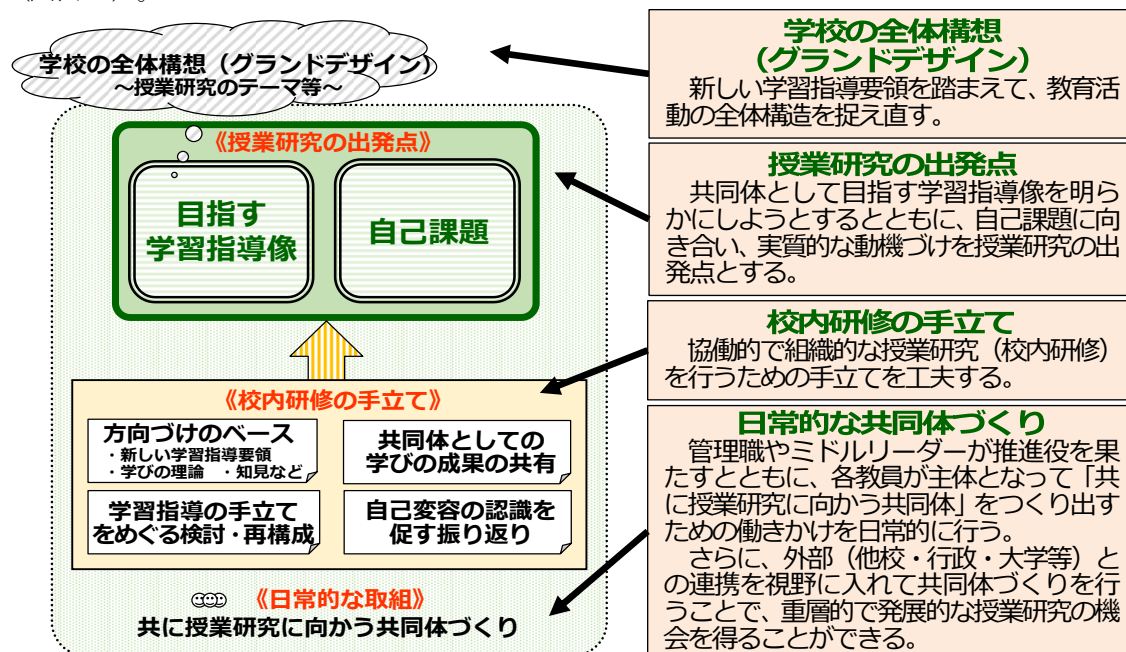 学校の全体構想（グランドデザイン）
～授業研究のテーマ等～
《授業研究の出発点》
目指す
学習指導像
自己課題
《校内研修の手立て》
方向づけのベース
・新しい学習指導要領
・学びの理論　・知見など
共同体としての
学びの成果の共有
学習指導の手立て
をめぐる検討・再構成
自己変容の認識を
促す振り返り
《日常的な取組》
共に授業研究に向かう共同体づくり
学校の全体構想
（グランドデザイン）
新しい学習指導要領を踏まえて、教育活
動の全体構造を捉え直す。
授業研究の出発点
共同体として目指す学習指導像を明ら
かにしようとするとともに、自己課題に向
き合い、実質的な動機づけを授業研究の出
発点とする。
校内研修の手立て
協働的で組織的な授業研究（校内研修）
を行うための手立てを工夫する。
日常的な共同体づくり
管理職やミドルリーダーが推進役を果
たすとともに、各教員が主体となって「共
に授業研究に向かう共同体」をつくり出す
ための働きかけを日常的に行う。
さらに、外部（他校・行政・大学等）と
の連携を視野に入れて共同体づくりを行
うことで、重層的で発展的な授業研究の機
会を得ることができる。